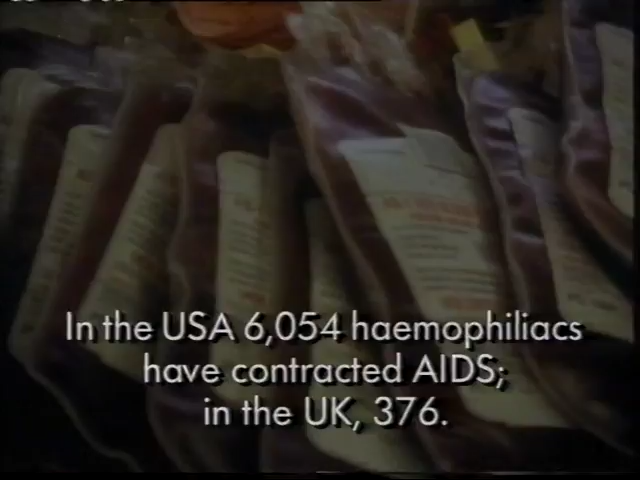 In the USA 6,054 haemophiliacs
have contracted AIDS;
in the UK, 376.